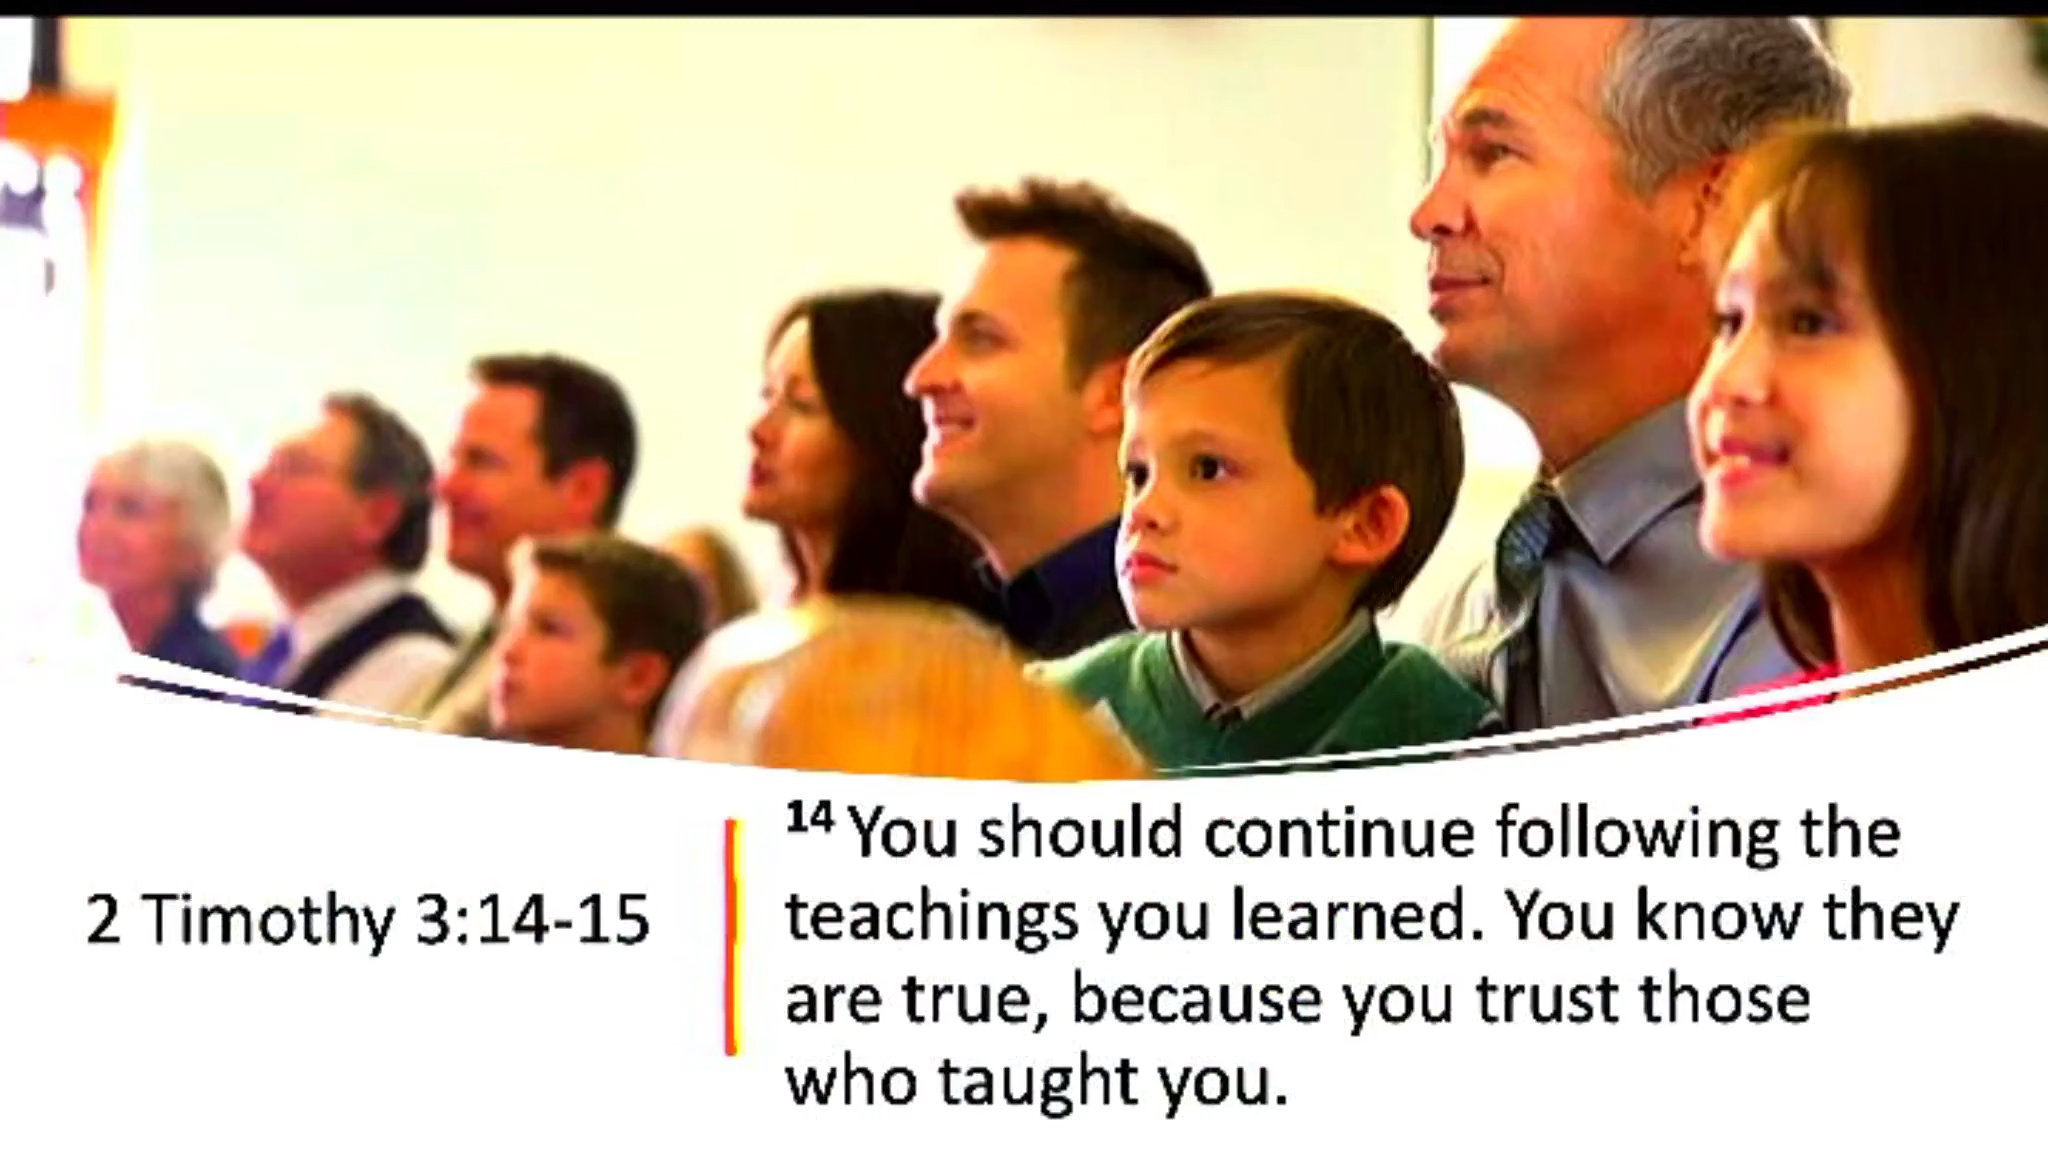 2 Timothy 3:14-15
14 You should continue following the
teachings you learned. You know they
are true, because you trust those
who taught you.